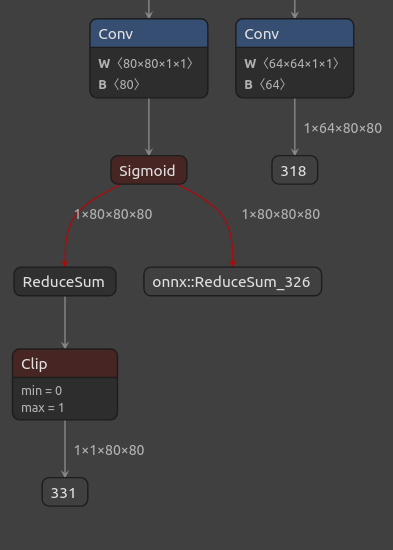 Conv
W〈80×80×1×1〉
B〈80〉
Conv
W〈64×64×1×1〉
B〈64〉
1×64×80×80
Sigmoid
318
1×80×80×80
1×80×80×80
ReduceSum
onnx::ReduceSum_326
Clip
min = 0
max = 1
1×1×80×80
331